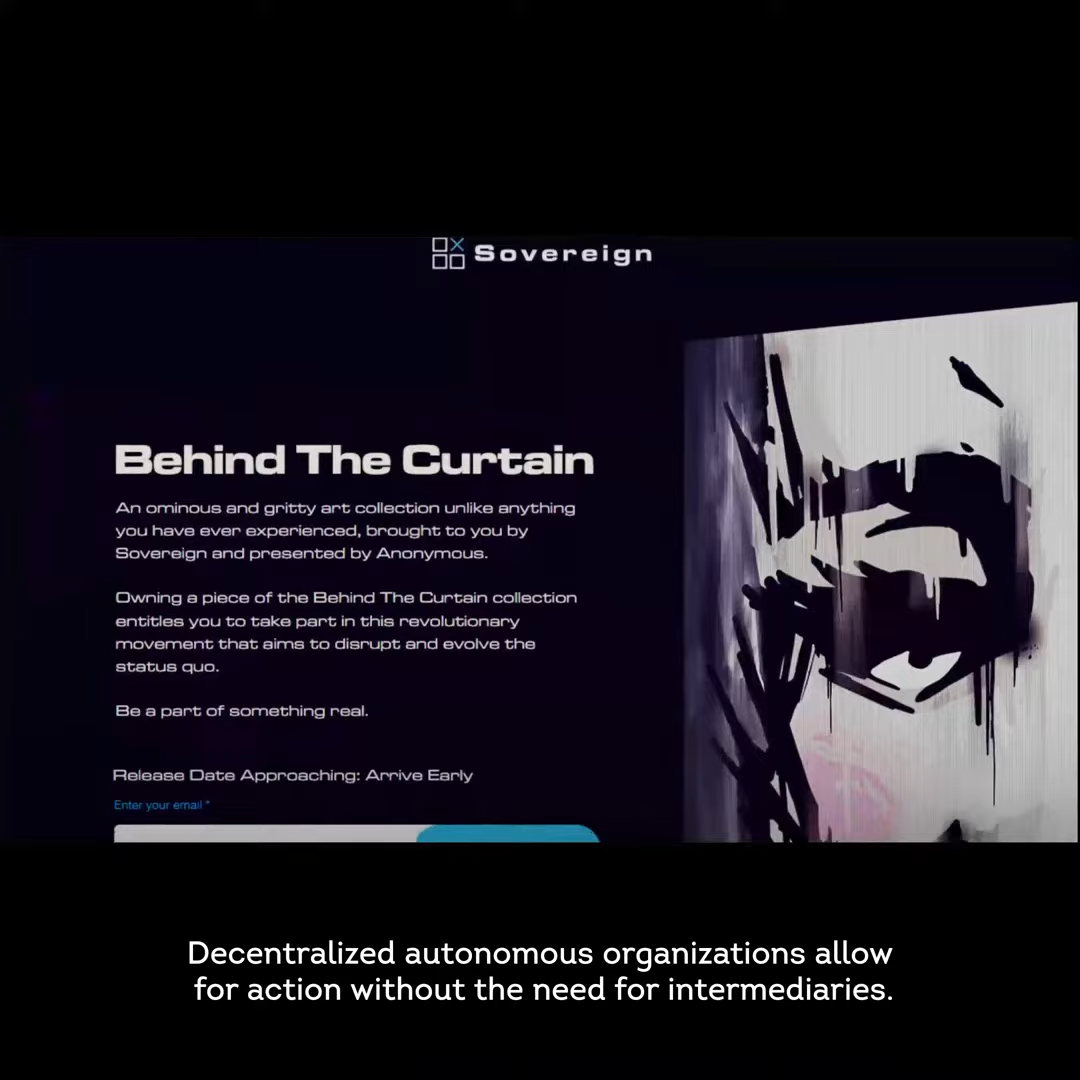 Sovereign
Behind The Curtain
An ominous and gritty art collection unlike anything
you have ever experienced, brought to you by
Sovereign and presented by Anonymous.
Owning a piece of the Behind The Curtain collection
entitles you to take part in this revolutionary
movement that aims to disrupt and evolve the
status quo.
Be a part of something real.
Release Date Approaching: Arrive Early
Enter your email *
Decentralized autonomous organizations allow
for action without the need for intermediaries.